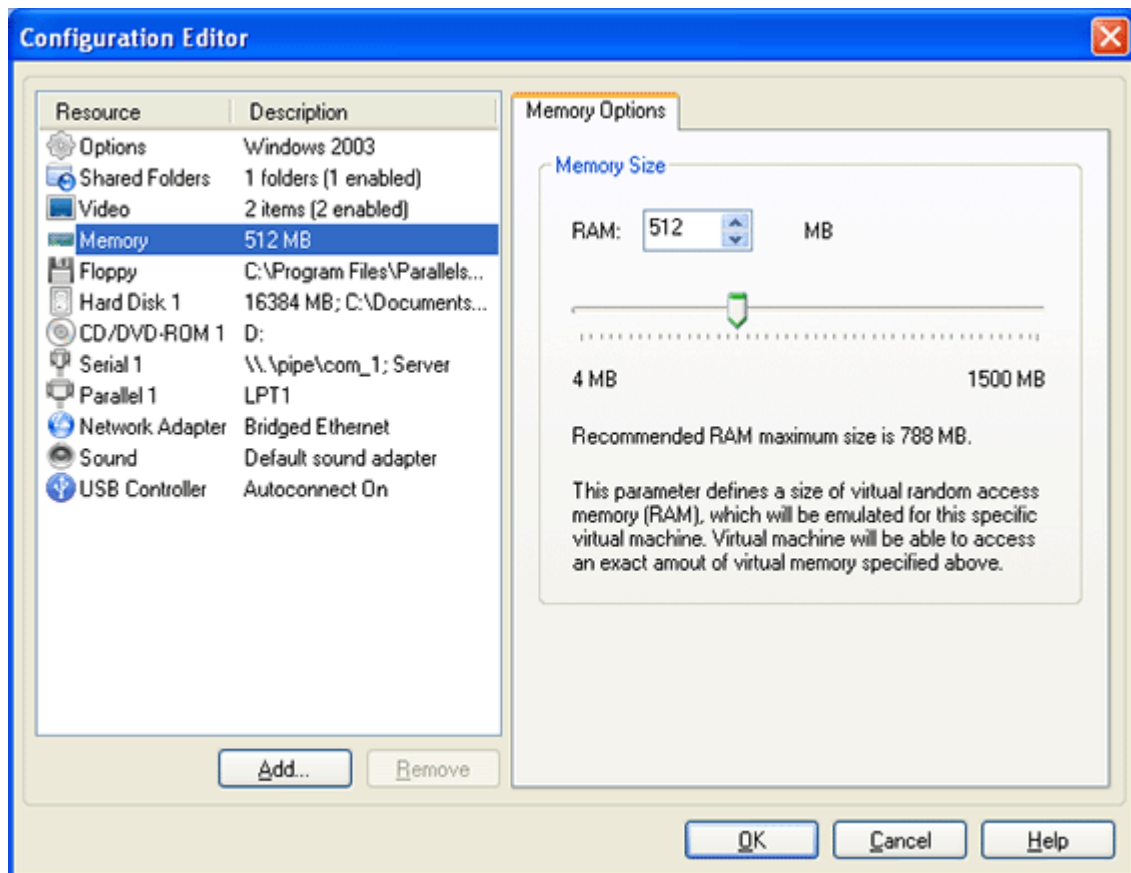 Configuration Editor
Resource Description
Options Windows 2003
Shared Folders 1 folders (1 enabled)
Video 2 items (2 enabled)
Memory 512 MB
Floppy C:\Program Files\Parallels...
Hard Disk 1 16384 MB; C:\Documents...
CD/DVD-ROM 1 D:
Serial 1 \\.\pipe\com_1; Server
Parallel 1 LPT1
Network Adapter Bridged Ethernet
Sound Default sound adapter
USB Controller Autoconnect On
Add... Remove
Memory Options
Memory Size
RAM: 512 MB
4 MB 1500 MB
Recommended RAM maximum size is 788 MB.
This parameter defines a size of virtual random access
memory (RAM), which will be emulated for this specific
virtual machine. Virtual machine will be able to access
an exact amout of virtual memory specified above.
OK Cancel Help